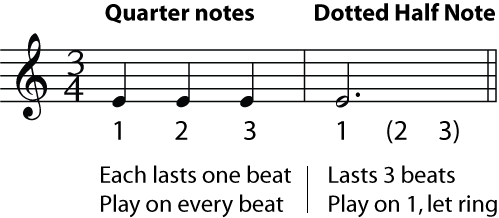 Quarter notes Dotted Half Note
3
4
1 2 3 1 (2 3)
Each lasts one beat
Play on every beat
Lasts 3 beats
Play on 1, let ring